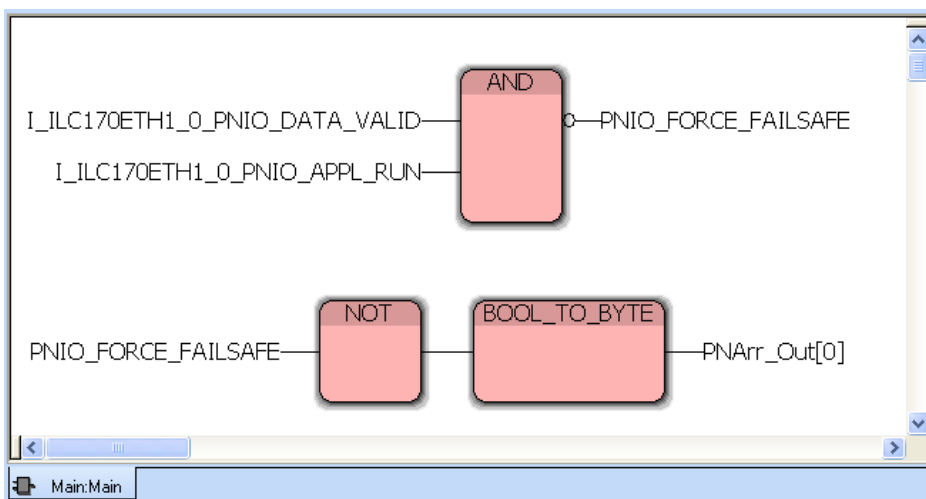 AND
I_ILC170ETH1_0_PNIO_DATA_VALID PNIO_FORCE_FAILSAFE
I_ILC170ETH1_0_PNIO_APPL_RUN
NOT BOOL_TO_BYTE
PNIO_FORCE_FAILSAFE PNArr_Out[0]
Main:Main